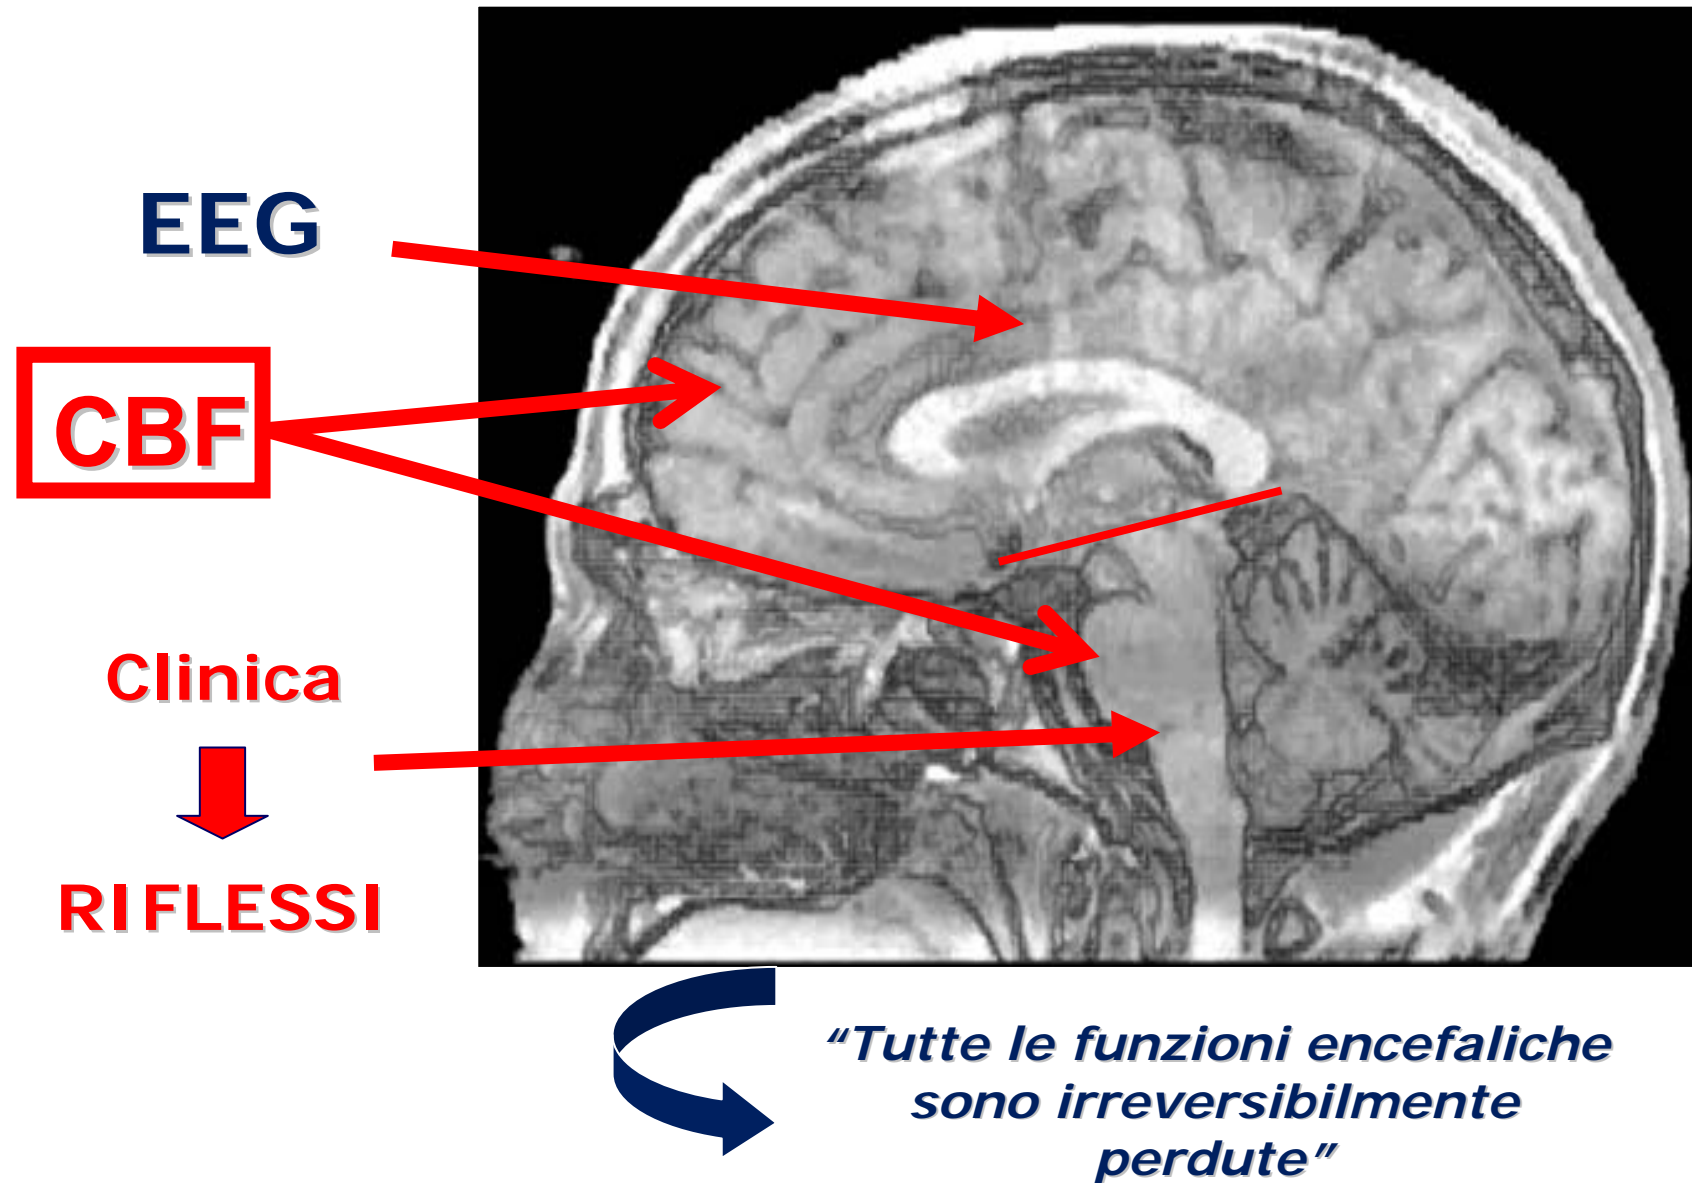 EEG
CBF
Clinica
RIFLESSI
“Tutte le funzioni encefaliche
sono irreversibilmente
perdute”